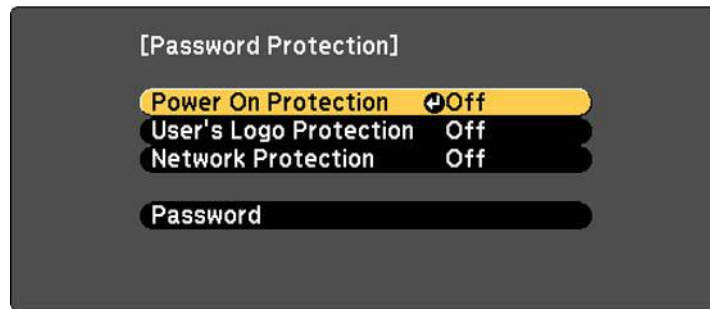 [Password Protection]
Power On Protection Off
User's Logo Protection Off
Network Protection Off
Password